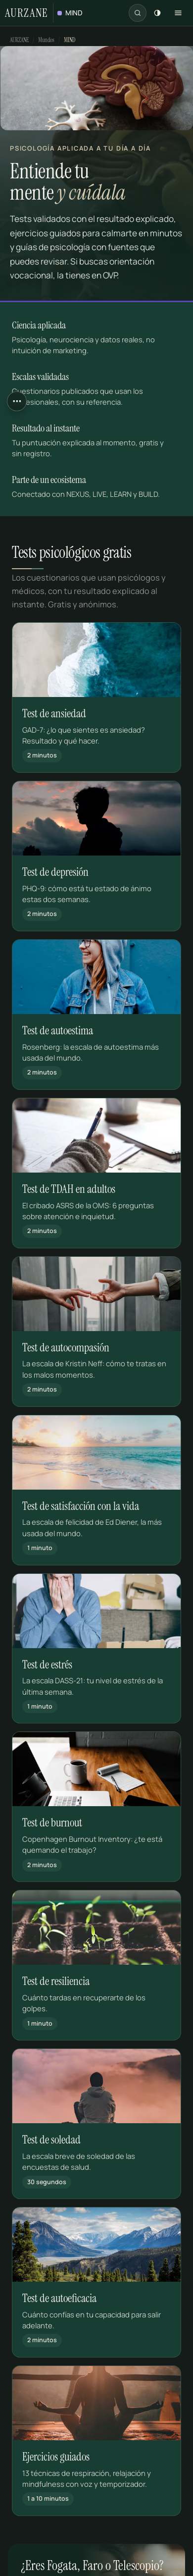 AURZANE
MIND
AURZANE
Mundos
MIND
PSICOLOGÍA APLICADA A TU DÍA A DÍA
Entiende tu
mente y cuídala
Tests validados con el resultado explicado,
ejercicios guiados para calmarte en minutos
y guías de psicología con fuentes que
puedes revisar. Si buscas orientación
vocacional, la tienes en OVP.
Ciencia aplicada
Psicología, neurociencia y datos reales, no
intuición de marketing.
Escalas validadas
Cuestionarios publicados que usan los
profesionales, con su referencia.
Resultado al instante
Tu puntuación explicada al momento, gratis y
sin registro.
Parte de un ecosistema
Conectado con NEXUS, LIVE, LEARN y BUILD.
Tests psicológicos gratis
Los cuestionarios que usan psicólogos y
médicos, con tu resultado explicado al
instante. Gratis y anónimos.
Test de ansiedad
GAD-7: ¿lo que sientes es ansiedad?
Resultado y qué hacer.
2 minutos
Test de depresión
PHQ-9: cómo está tu estado de ánimo
estas dos semanas.
2 minutos
Test de autoestima
Rosenberg: la escala de autoestima más
usada del mundo.
2 minutos
Test de TDAH en adultos
El cribado ASRS de la OMS: 6 preguntas
sobre atención e inquietud.
2 minutos
Test de autocompasión
La escala de Kristin Neff: cómo te tratas en
los malos momentos.
2 minutos
Test de satisfacción con la vida
La escala de felicidad de Ed Diener, la más
usada del mundo.
1 minuto
Test de estrés
La escala DASS-21: tu nivel de estrés de la
última semana.
1 minuto
Test de burnout
Copenhagen Burnout Inventory: ¿te está
quemando el trabajo?
2 minutos
Test de resiliencia
Cuánto tardas en recuperarte de los
golpes.
1 minuto
Test de soledad
La escala breve de soledad de las
encuestas de salud.
30 segundos
Test de autoeficacia
Cuánto confías en tu capacidad para salir
adelante.
2 minutos
Ejercicios guiados
13 técnicas de respiración, relajación y
mindfulness con voz y temporizador.
1 a 10 minutos
¿Eres Fogata, Faro o Telescopio?